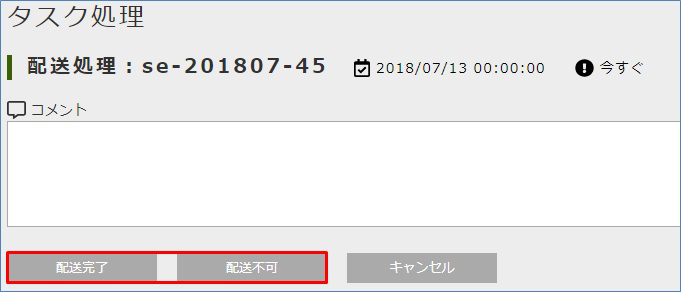 タスク処理
配送処理：se-201807-45 2018/07/13 00:00:00 今すぐ
コメント
配送完了 配送不可 キャンセル